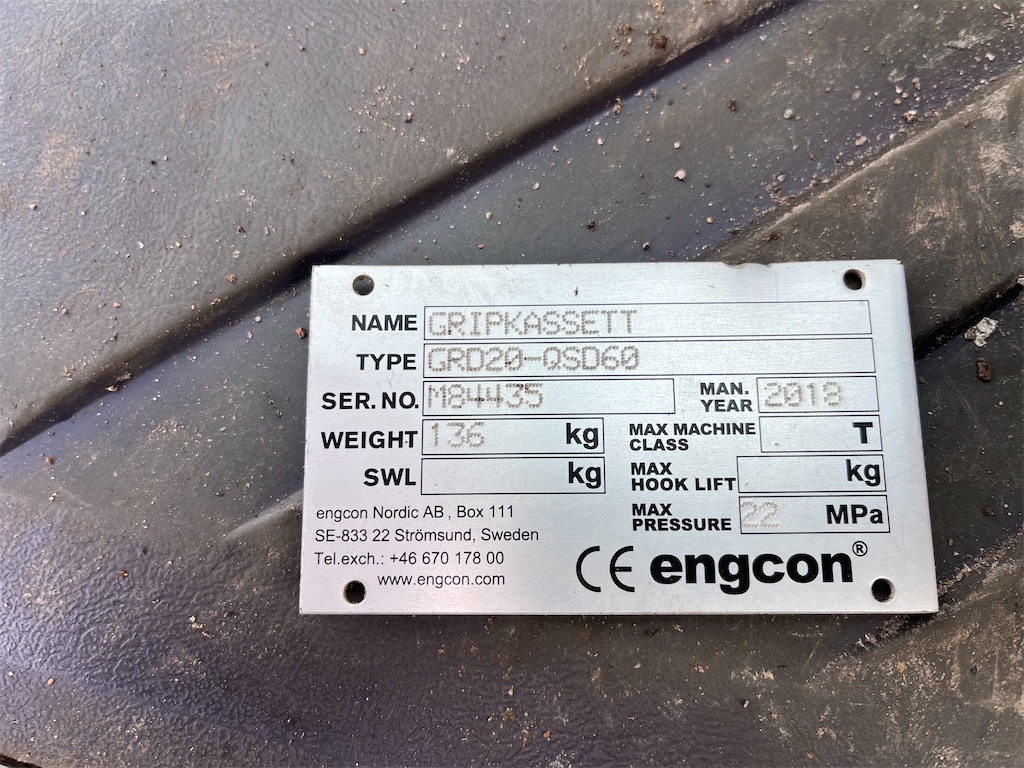 NAME GRIPKASSETT
TYPE GRD20-QSD60
SER. NO. M84435 MAN. YEAR 2018
WEIGHT 136 kg MAX MACHINE CLASS T
SWL kg MAX HOOK LIFT kg
MAX PRESSURE 22 MPa
engcon Nordic AB , Box 111
SE-833 22 Strömsund, Sweden
Tel.exch.: +46 670 178 00
www.engcon.com
CE engcon®